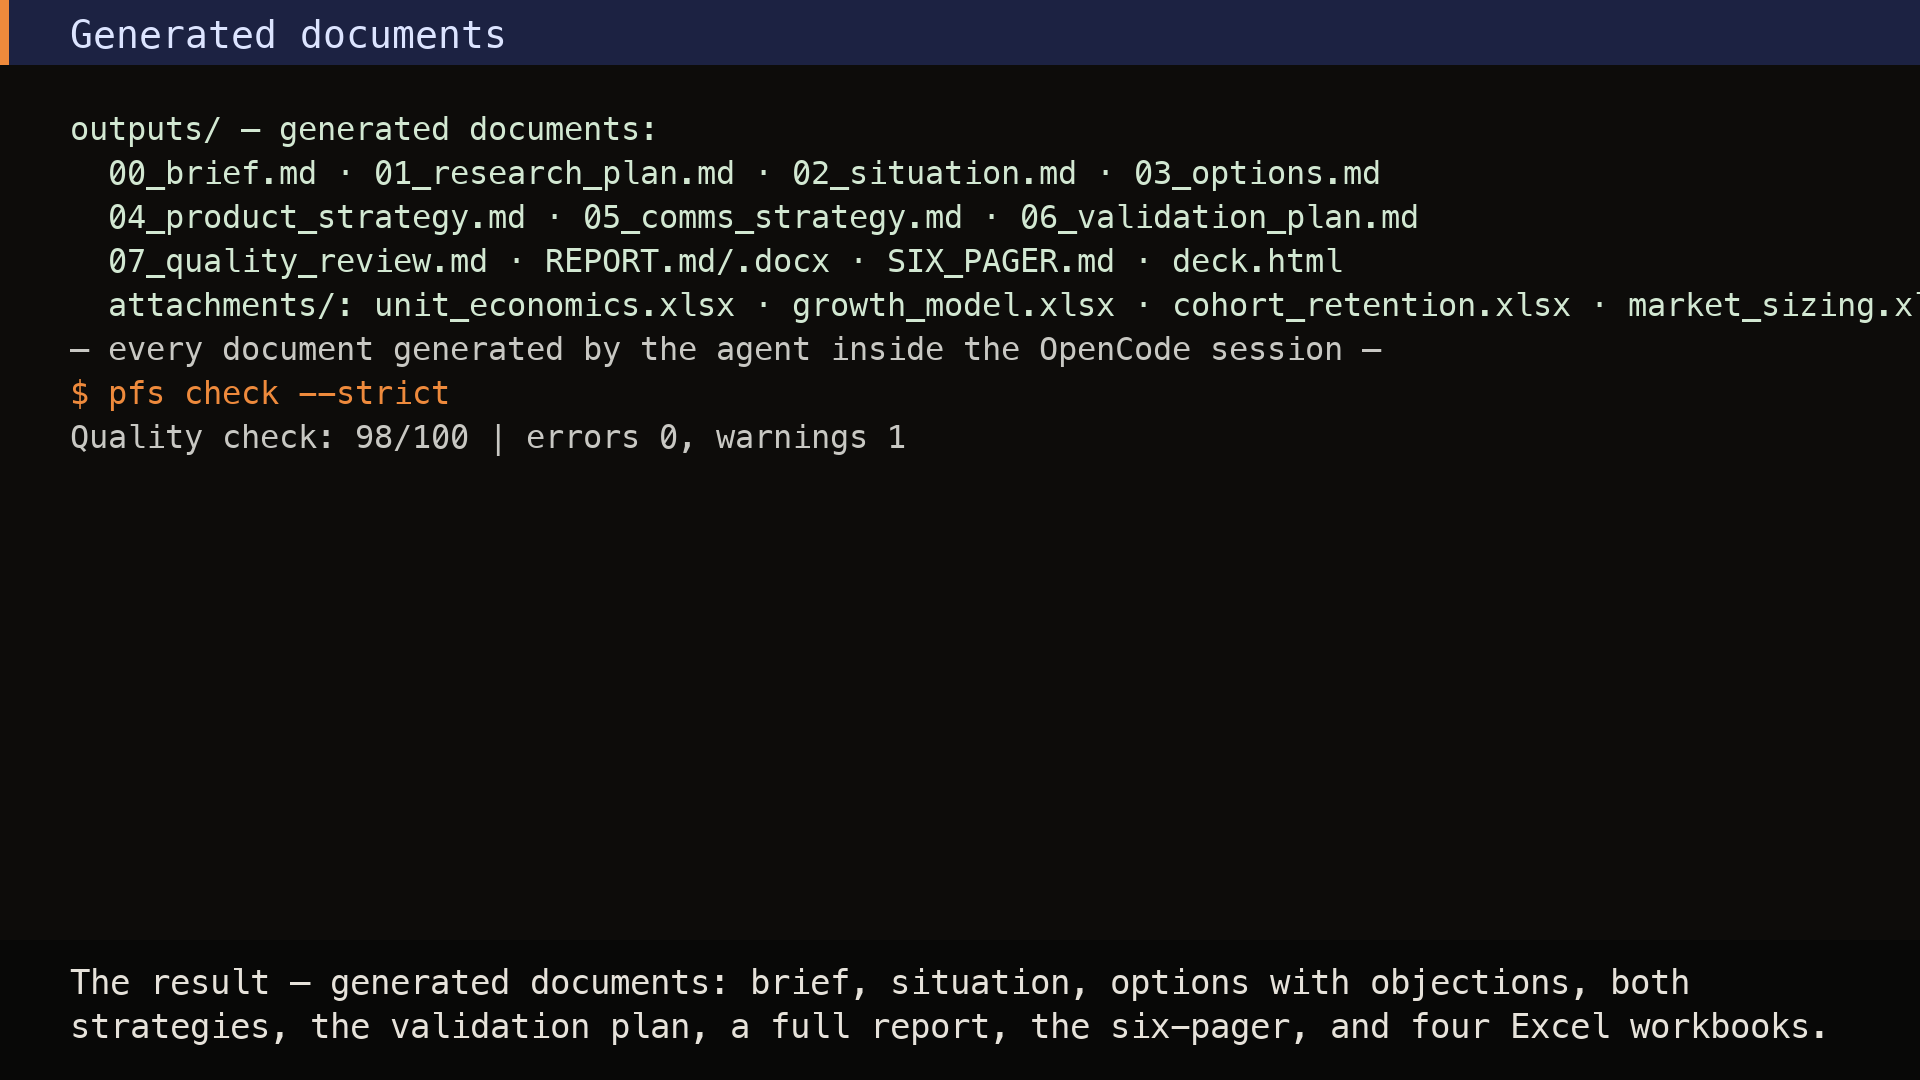 Generated documents
outputs/ — generated documents:
00_brief.md · 01_research_plan.md · 02_situation.md · 03_options.md
04_product_strategy.md · 05_comms_strategy.md · 06_validation_plan.md
07_quality_review.md · REPORT.md/.docx · SIX_PAGER.md · deck.html
attachments/: unit_economics.xlsx · growth_model.xlsx · cohort_retention.xlsx · market_sizing.xl
— every document generated by the agent inside the OpenCode session —
$ pfs check --strict
Quality check: 98/100 | errors 0, warnings 1
The result — generated documents: brief, situation, options with objections, both
strategies, the validation plan, a full report, the six-pager, and four Excel workbooks.